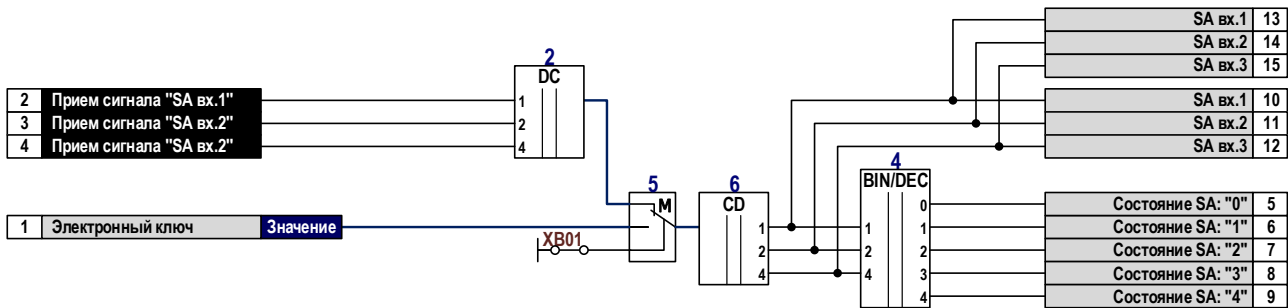 SA вх.1 13
SA вх.2 14
SA вх.3 15
2
DC
2 Прием сигнала "SA вх.1" 1
3 Прием сигнала "SA вх.2" 2
4 Прием сигнала "SA вх.2" 4
SA вх.1 10
SA вх.2 11
SA вх.3 12
4
BIN/DEC
5
M
6
CD
1 Электронный ключ Значение
XB01
1
2
4
1
2
4
0
1
2
3
4
Состояние SA: "0" 5
Состояние SA: "1" 6
Состояние SA: "2" 7
Состояние SA: "3" 8
Состояние SA: "4" 9